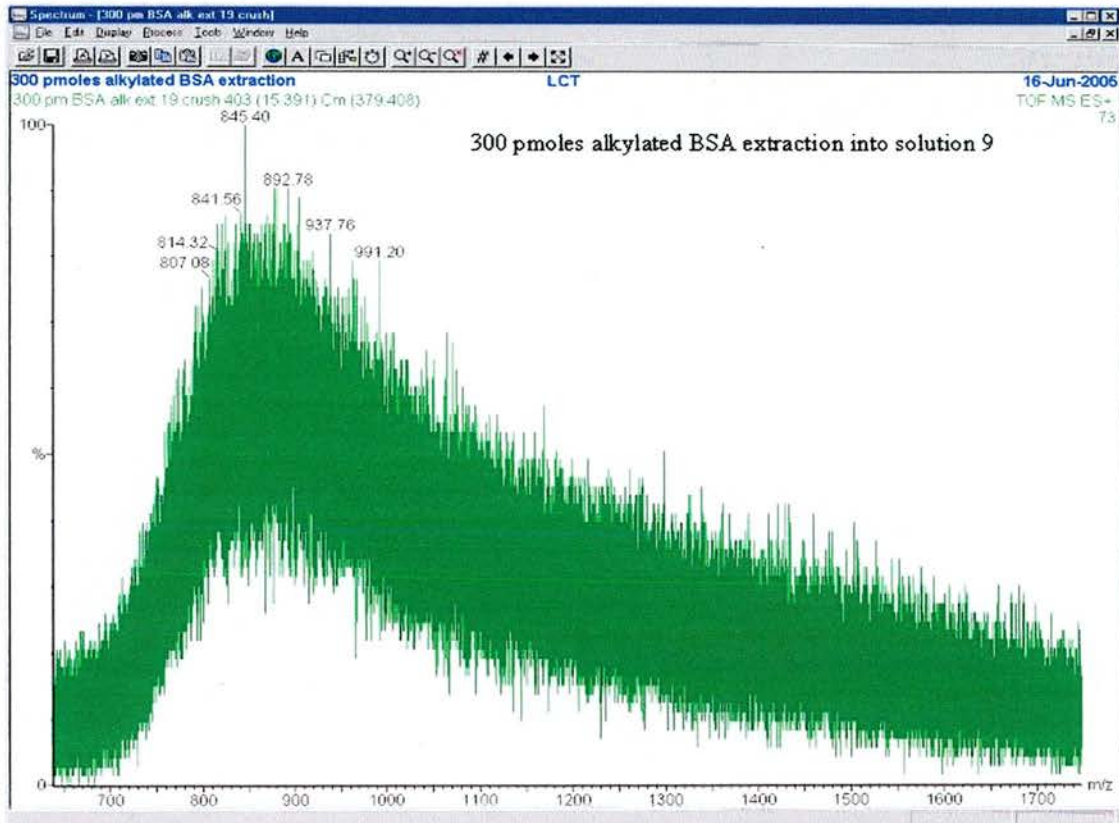 Spectrum - [300 pm BSA alk ext 19 crush]
File Edit Display Process Tools Window Help
300 pmoles alkylated BSA extraction LCT 16-Jun-2005
300 pm BSA alk ext 19 crush 403 (15.391) Cm (379:408) TOF MS ES+
73
300 pmoles alkylated BSA extraction into solution 9
100
845.40
892.78
841.56
937.76
814.32
991.20
807.08
%
0
700 800 900 1000 1100 1200 1300 1400 1500 1600 1700 m/z